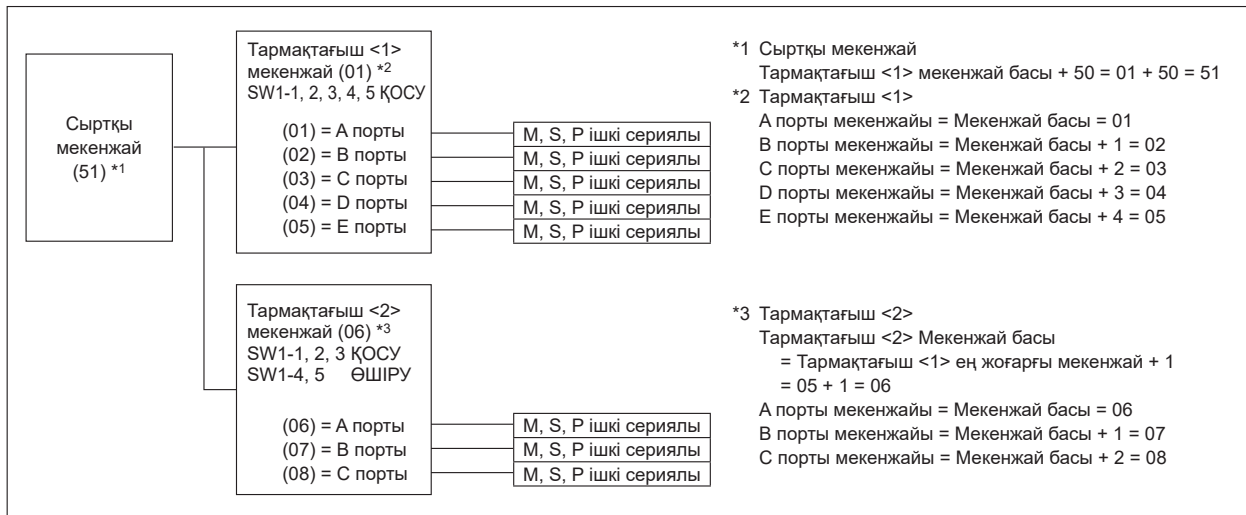 Сыртқы
мекенжай
(51) *1
Тармақтағыш <1>
мекенжай (01) *2
SW1-1, 2, 3, 4, 5 ҚОСУ
(01) = A порты
(02) = B порты
(03) = C порты
(04) = D порты
(05) = E порты
M, S, P ішкі сериялы
M, S, P ішкі сериялы
M, S, P ішкі сериялы
M, S, P ішкі сериялы
M, S, P ішкі сериялы
*1 Сыртқы мекенжай
Тармақтағыш <1> мекенжай басы + 50 = 01 + 50 = 51
*2 Тармақтағыш <1>
A порты мекенжайы = Мекенжай басы = 01
B порты мекенжайы = Мекенжай басы + 1 = 02
C порты мекенжайы = Мекенжай басы + 2 = 03
D порты мекенжайы = Мекенжай басы + 3 = 04
E порты мекенжайы = Мекенжай басы + 4 = 05
Тармақтағыш <2>
мекенжай (06) *3
SW1-1, 2, 3 ҚОСУ
SW1-4, 5 ӨШІРУ
(06) = A порты
(07) = B порты
(08) = C порты
M, S, P ішкі сериялы
M, S, P ішкі сериялы
M, S, P ішкі сериялы
*3 Тармақтағыш <2>
Тармақтағыш <2> Мекенжай басы
= Тармақтағыш <1> ең жоғарғы мекенжай + 1
= 05 + 1 = 06
A порты мекенжайы = Мекенжай басы = 06
B порты мекенжайы = Мекенжай басы + 1 = 07
C порты мекенжайы = Мекенжай басы + 2 = 08